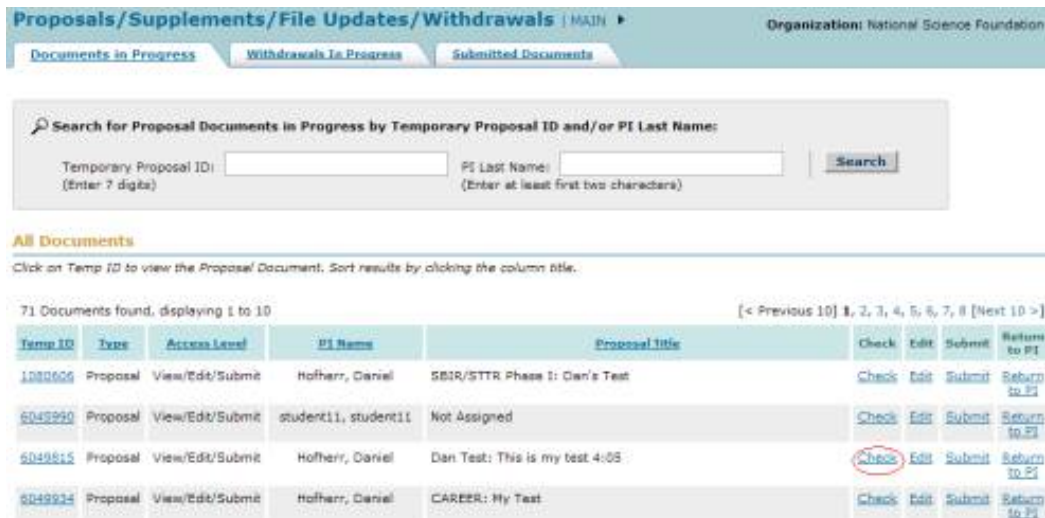 Proposals/Supplements/File Updates/Withdrawals | MAIN
Organization: National Science Foundation
Documents in Progress Withdrawals In Progress Submitted Documents
Search for Proposal Documents in Progress by Temporary Proposal ID and/or PI Last Name:
Temporary Proposal ID: PI Last Name: Search
(Enter 7 digits) (Enter at least first two characters)
All Documents
Click on Temp ID to view the Proposal Document. Sort results by clicking the column title.
71 Documents found, displaying 1 to 10 [< Previous 10] 1, 2, 3, 4, 5, 6, 7, 8 [Next 10 >]
Temp ID Type Access Level PI Name Proposal Title Check Edit Submit Return to PI
1080606 Proposal View/Edit/Submit Hofherr, Daniel SBIR/STTR Phase I: Dan's Test Check Edit Submit Return to PI
6045990 Proposal View/Edit/Submit student11, student11 Not Assigned Check Edit Submit Return to PI
6049815 Proposal View/Edit/Submit Hofherr, Daniel Dan Test: This is my test 4:05 Check Edit Submit Return to PI
6049934 Proposal View/Edit/Submit Hofherr, Daniel CAREER: My Test Check Edit Submit Return to PI